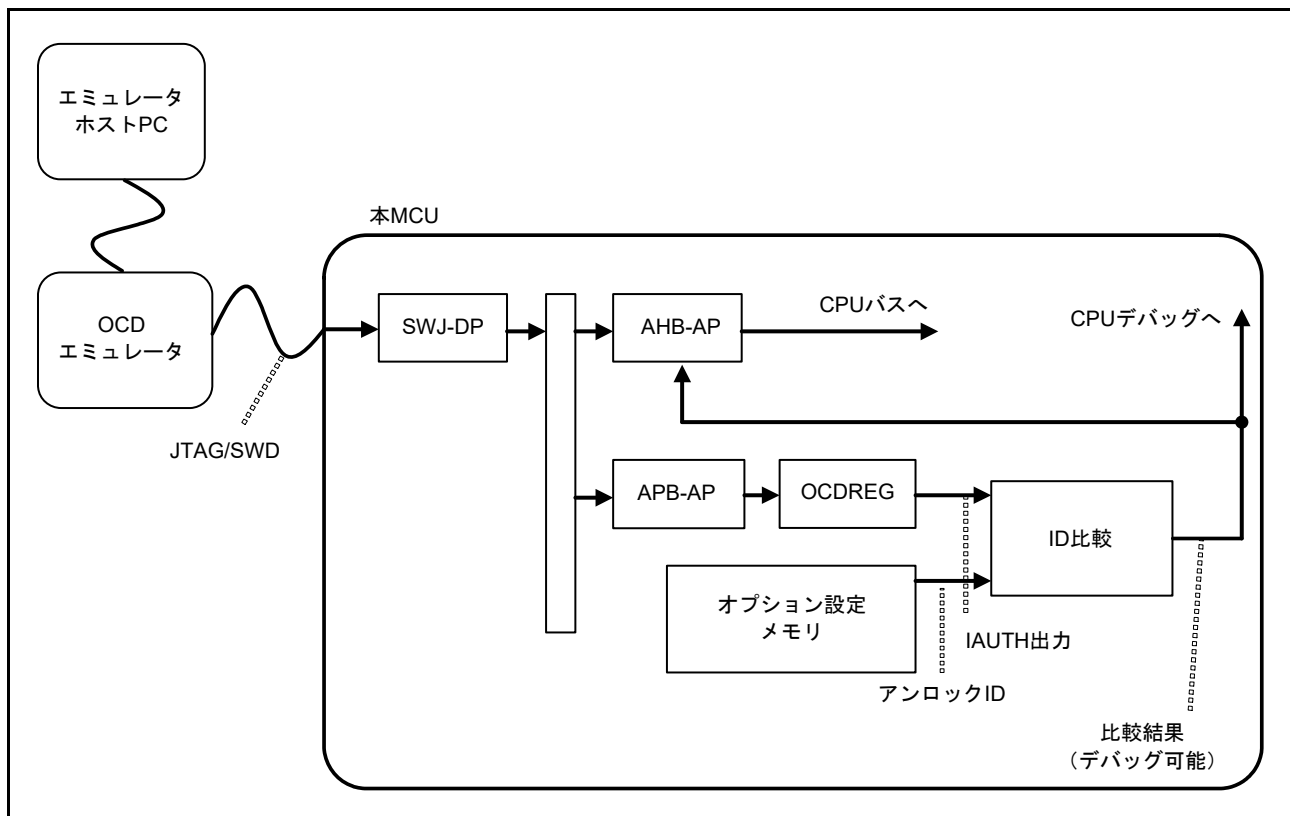 エミュレータ
ホストPC
本MCU
OCD
エミュレータ
JTAG/SWD
SWJ-DP
AHB-AP
CPUバスへ
CPUデバッグへ
APB-AP
OCDREG
ID比較
オプション設定
メモリ
IAUTH出力
アンロックID
比較結果
（デバッグ可能）